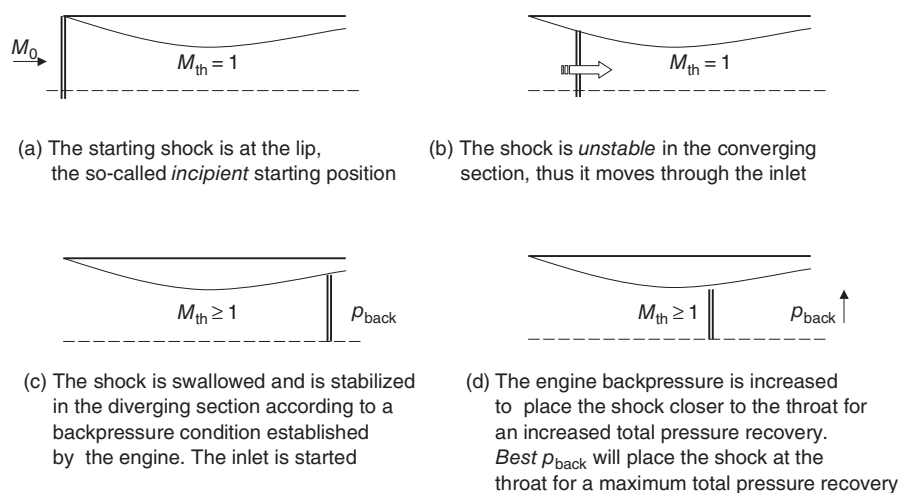 M0
Mth = 1
Mth = 1
(a) The starting shock is at the lip,
the so-called incipient starting position
(b) The shock is unstable in the converging
section, thus it moves through the inlet
Mth ≥ 1
pback
Mth ≥ 1
pback
(c) The shock is swallowed and is stabilized
in the diverging section according to a
backpressure condition established
by the engine. The inlet is started
(d) The engine backpressure is increased
to place the shock closer to the throat for
an increased total pressure recovery.
Best pback will place the shock at the
throat for a maximum total pressure recovery